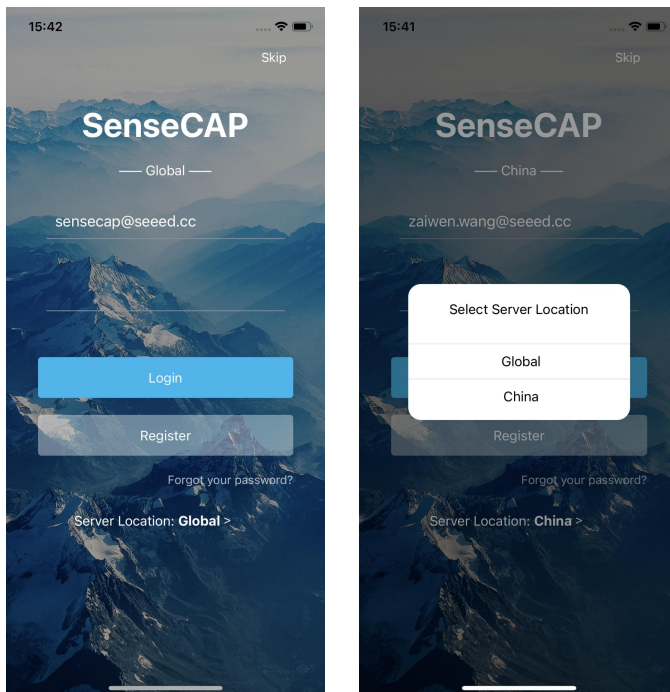 15:42
Skip
SenseCAP
Global
sensecap@seeed.cc
Login
Register
Forgot your password?
Server Location: Global >
15:41
Skip
SenseCAP
China
zaiwen.wang@seeed.cc
Select Server Location
Global
China
Register
Forgot your password?
Server Location: China >